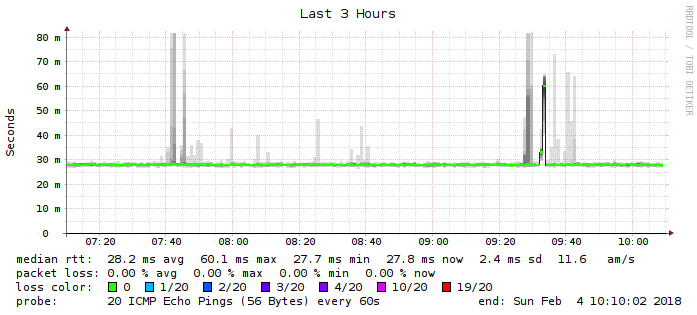 Last 3 Hours
RRDTOOL / TOBI OETIKER
Seconds
80 m
70 m
60 m
50 m
40 m
30 m
20 m
10 m
0
07:20 07:40 08:00 08:20 08:40 09:00 09:20 09:40 10:00
median rtt: 28.2 ms avg 60.1 ms max 27.7 ms min 27.8 ms now 2.4 ms sd 11.6 am/s
packet loss: 0.00 % avg 0.00 % max 0.00 % min 0.00 % now
loss color: 0 1/20 2/20 3/20 4/20 10/20 19/20
probe: 20 ICMP Echo Pings (56 Bytes) every 60s end: Sun Feb 4 10:10:02 2018